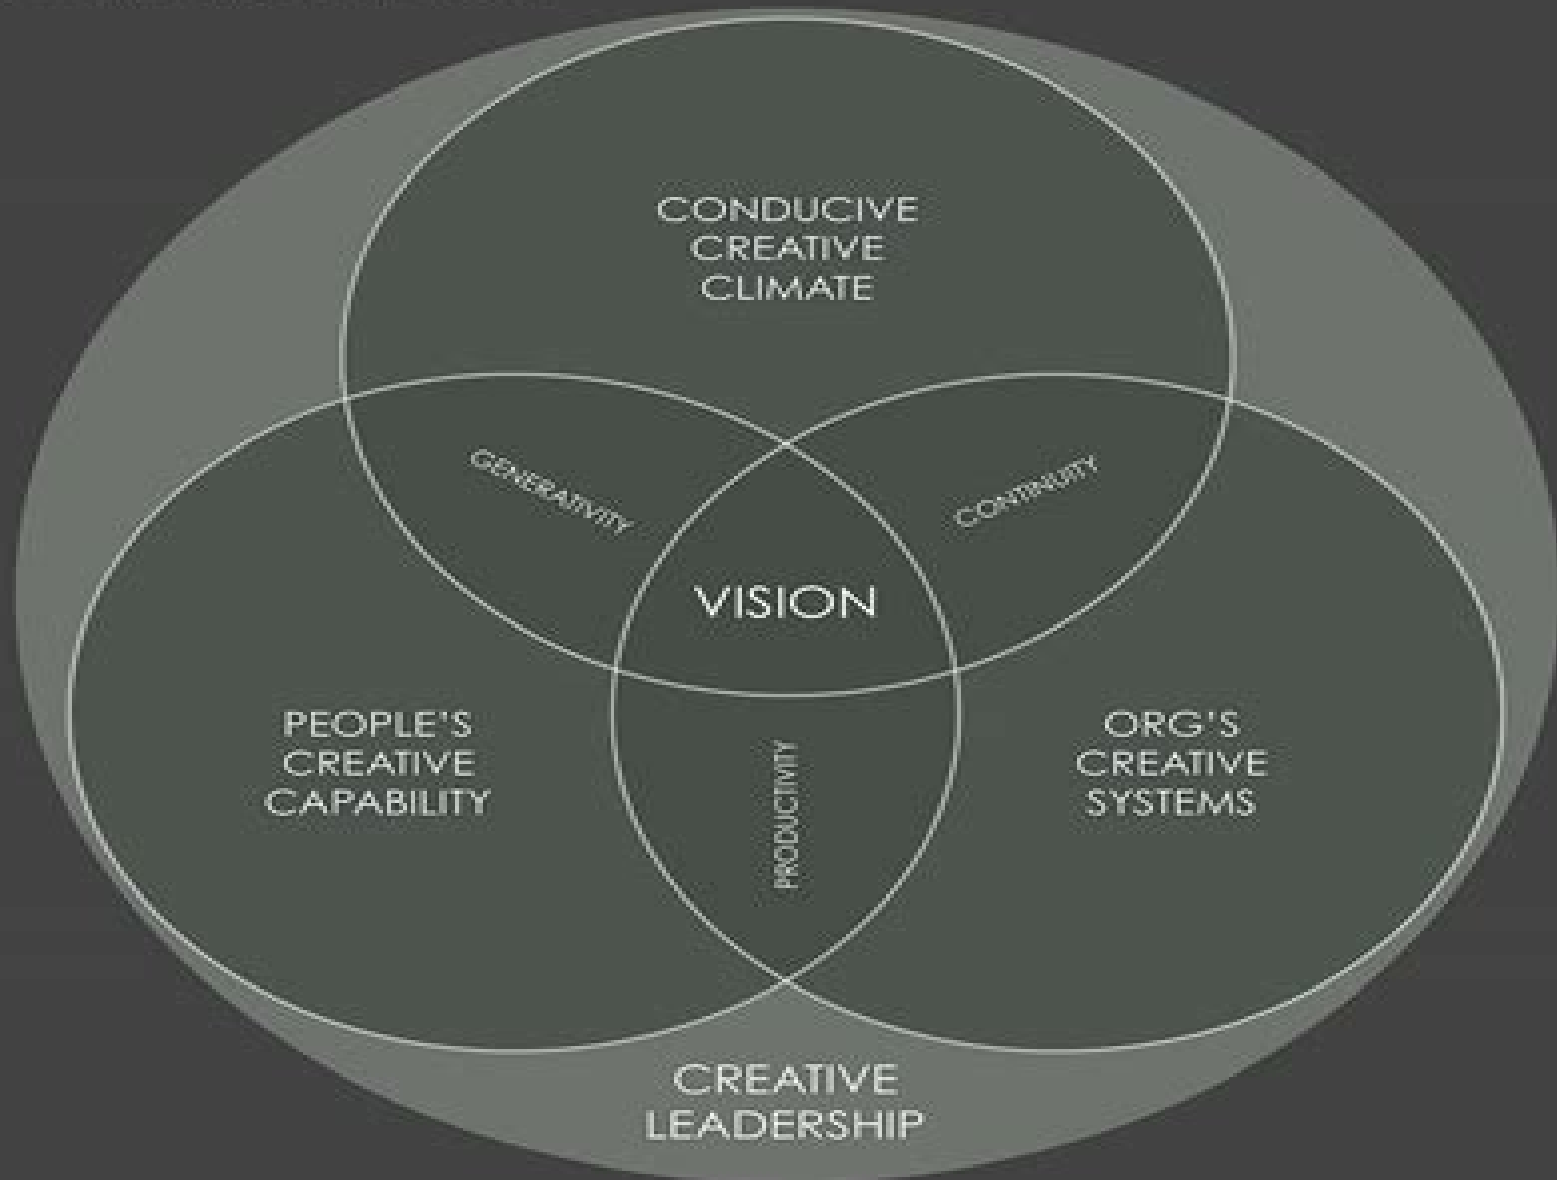 CONDUCIVE
CREATIVE
CLIMATE
GENERATIVITY
CONTINUITY
VISION
PEOPLE'S
CREATIVE
CAPABILITY
ORG'S
CREATIVE
SYSTEMS
PRODUCTIVITY
CREATIVE
LEADERSHIP